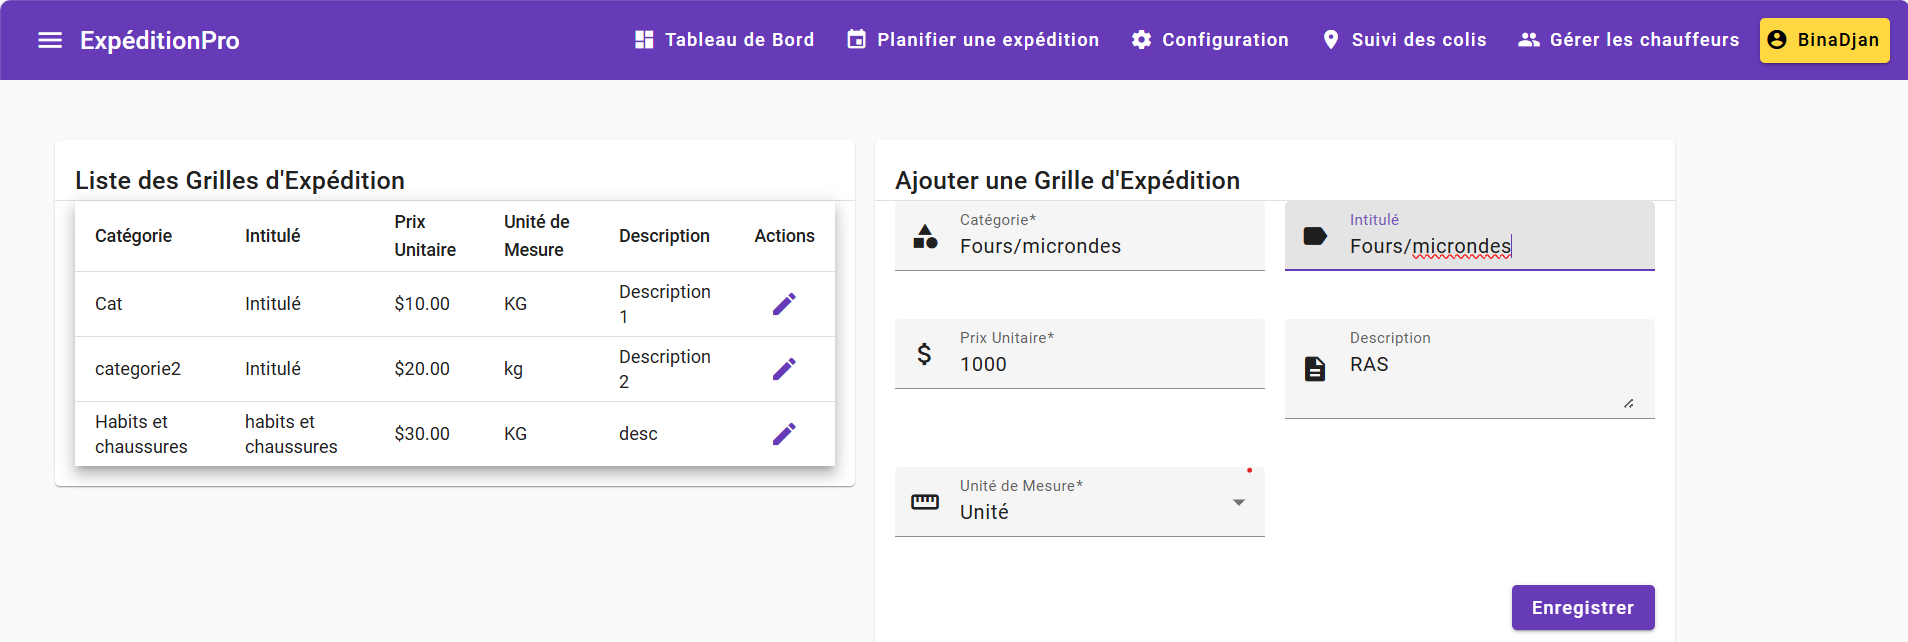 ExpéditionPro
Tableau de Bord
Planifier une expédition
Configuration
Suivi des colis
Gérer les chauffeurs
BinaDjan
Liste des Grilles d'Expédition
Catégorie
Intitulé
Prix
Unitaire
Unité de
Mesure
Description
Actions
Cat
Intitulé
$10.00
KG
Description
1
categorie2
Intitulé
$20.00
kg
Description
2
Habits et
chaussures
habits et
chaussures
$30.00
KG
desc
Ajouter une Grille d'Expédition
Catégorie*
Fours/microndes
Intitulé
Fours/microndes
Prix Unitaire*
1000
Description
RAS
Unité de Mesure*
Unité
Enregistrer